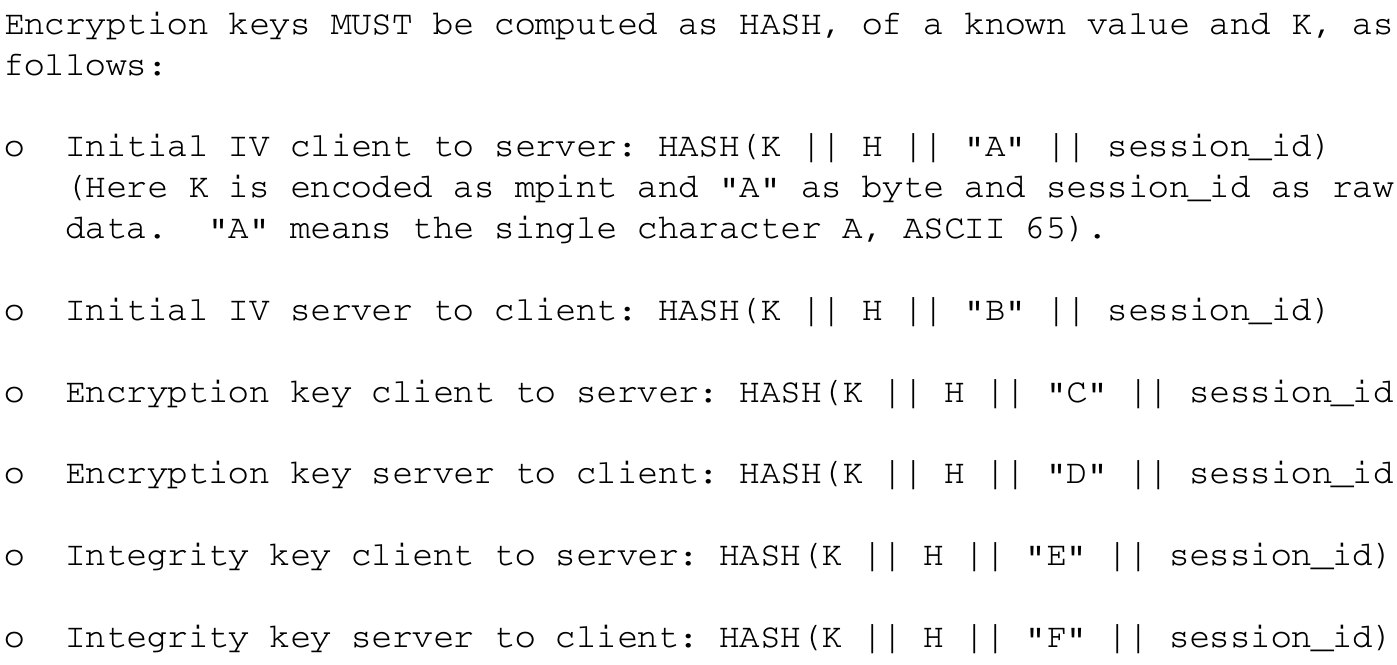 Encryption keys MUST be computed as HASH, of a known value and K, as
follows:
o Initial IV client to server: HASH(K || H || "A" || session_id)
(Here K is encoded as mpint and "A" as byte and session_id as raw
data. "A" means the single character A, ASCII 65).
o Initial IV server to client: HASH(K || H || "B" || session_id)
o Encryption key client to server: HASH(K || H || "C" || session_id
o Encryption key server to client: HASH(K || H || "D" || session_id
o Integrity key client to server: HASH(K || H || "E" || session_id)
o Integrity key server to client: HASH(K || H || "F" || session_id)